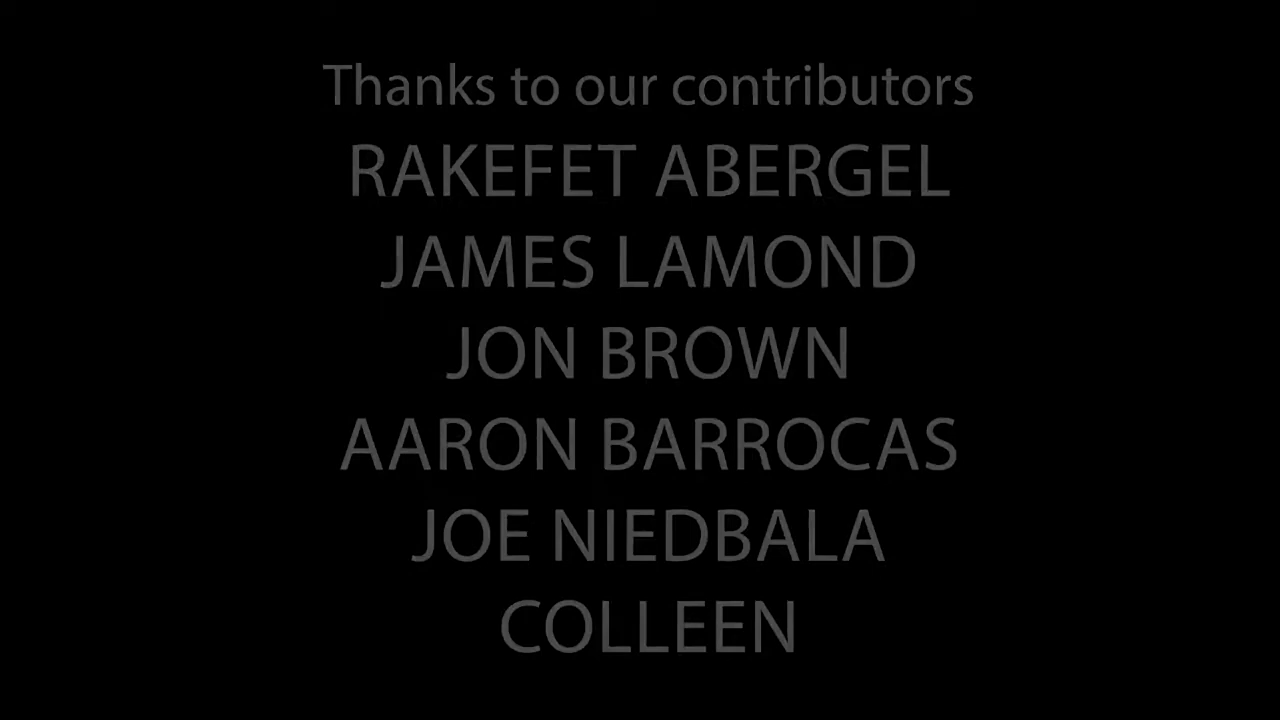 Thanks to our contributors
RAKEFET ABERGEL
JAMES LAMOND
JON BROWN
AARON BARROCAS
JOE NIEDBALA
COLLEEN